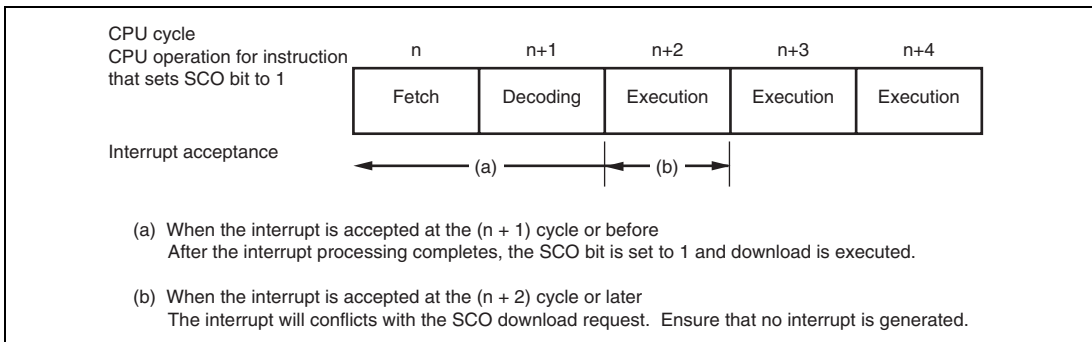 CPU cycle
CPU operation for instruction
that sets SCO bit to 1
n n+1 n+2 n+3 n+4
Fetch Decoding Execution Execution Execution
Interrupt acceptance
(a) (b)
(a) When the interrupt is accepted at the (n + 1) cycle or before
After the interrupt processing completes, the SCO bit is set to 1 and download is executed.
(b) When the interrupt is accepted at the (n + 2) cycle or later
The interrupt will conflicts with the SCO download request. Ensure that no interrupt is generated.